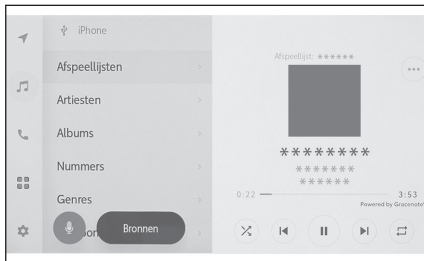 iPhone
Afspeellijsten
Artiesten
Albums
Nummers
Genres
Bronnen
Afspeellijst: ******
********
*******
******
0:22
3:53
Powered by Gracenote